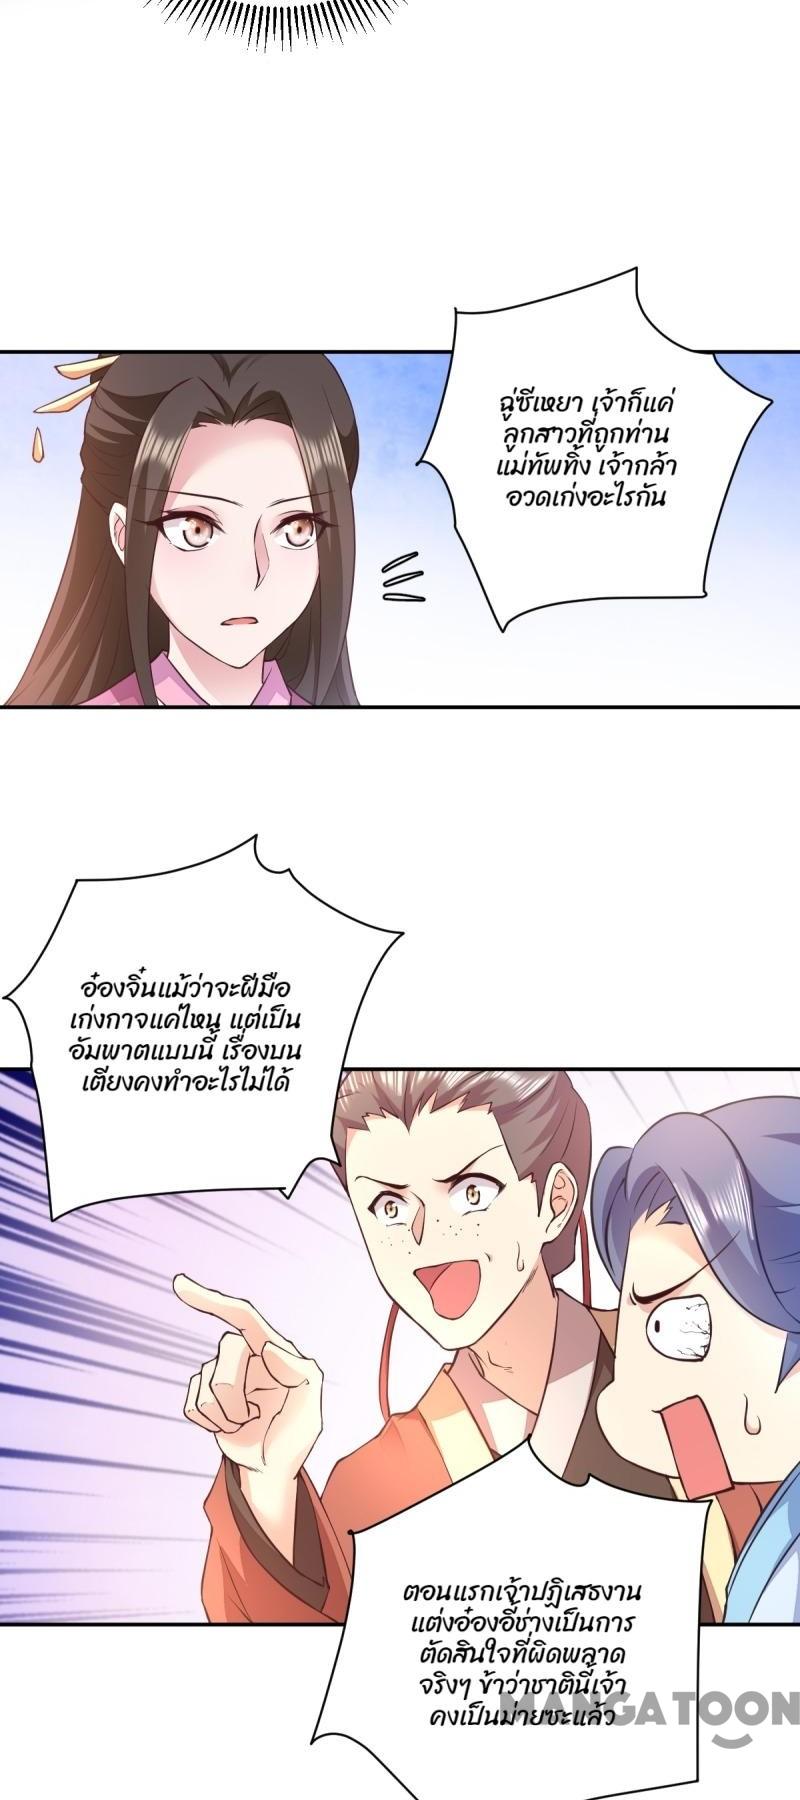 ฉู่ซีเหยา เจ้าก็แค่
ลูกสาวที่ถูกท่าน
แม่ทัพทิ้ง เจ้ากล้า
อวดเก่งอะไรกัน
อ๋องจิ๋นแม้ว่าจะฝีมือ
เก่งกาจแค่ไหน แต่เป็น
อัมพาตแบบนี้ เรื่องบน
เตียงคงทำอะไรไม่ได้
ตอนแรกเจ้าปฏิเสธงาน
แต่งอ๋องอี้ช่างเป็นการ
ตัดสินใจที่ผิดพลาด
จริงๆ ข้าว่าชาตินี้เจ้า
คงเป็นม่ายซะแล้ว
MANGATOON